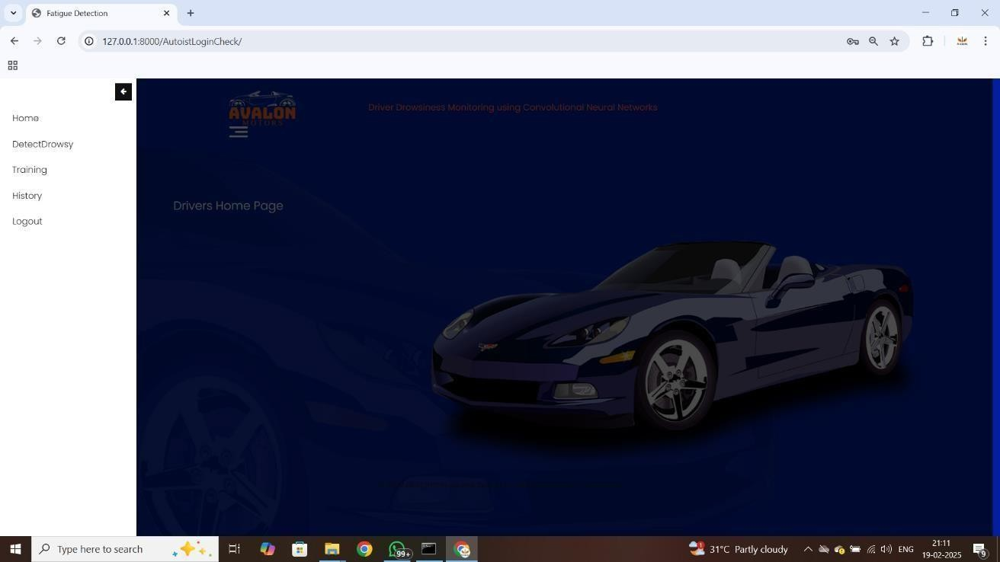 Fatigue Detection
127.0.0.1:8000/AutoistLoginCheck/
Home
DetectDrowsy
Training
History
Logout
AVALON
MOTORS
Driver Drowsiness Monitoring using Convolutional Neural Networks
Drivers Home Page
Type here to search
99+
1
31°C Partly cloudy
ENG
21:11
19-02-2025
9